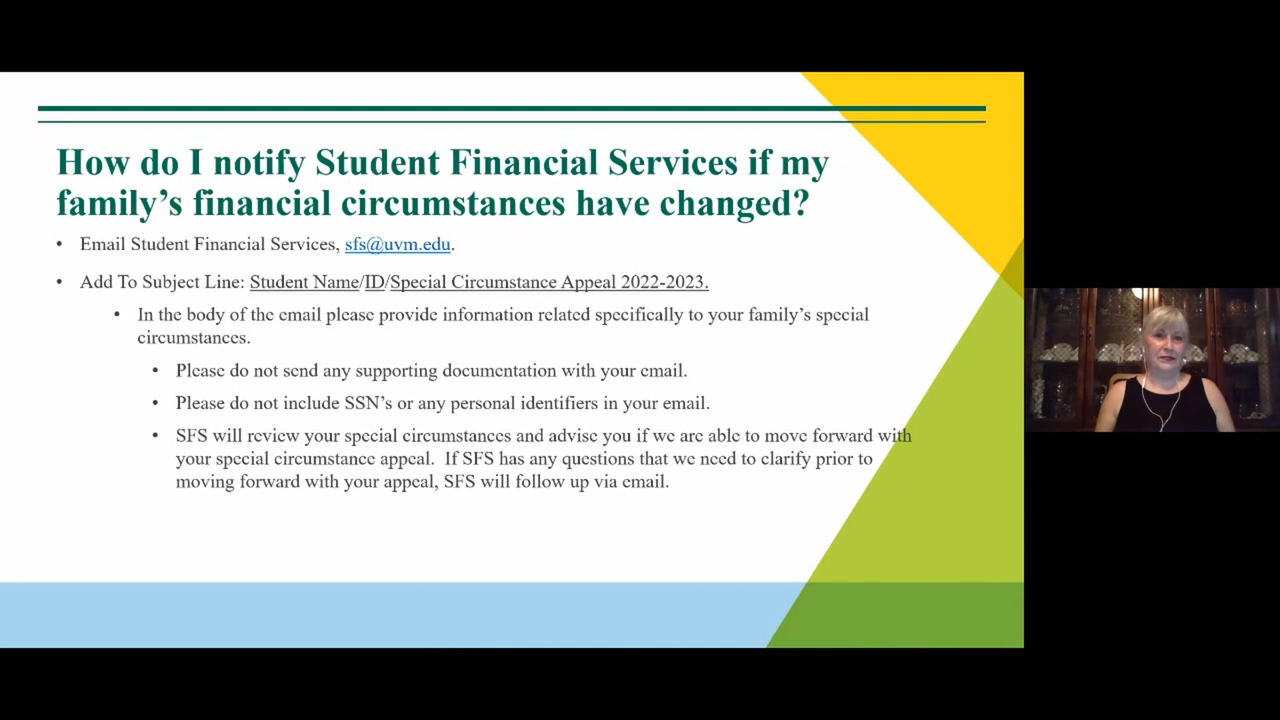 How do I notify Student Financial Services if my
family's financial circumstances have changed?
• Email Student Financial Services, sfs@uvm.edu.
• Add To Subject Line: Student Name/ID/Special Circumstance Appeal 2022-2023.
• In the body of the email please provide information related specifically to your family's special
circumstances.
• Please do not send any supporting documentation with your email.
• Please do not include SSN's or any personal identifiers in your email.
• SFS will review your special circumstances and advise you if we are able to move forward with
your special circumstance appeal.  If SFS has any questions that we need to clarify prior to
moving forward with your appeal, SFS will follow up via email.